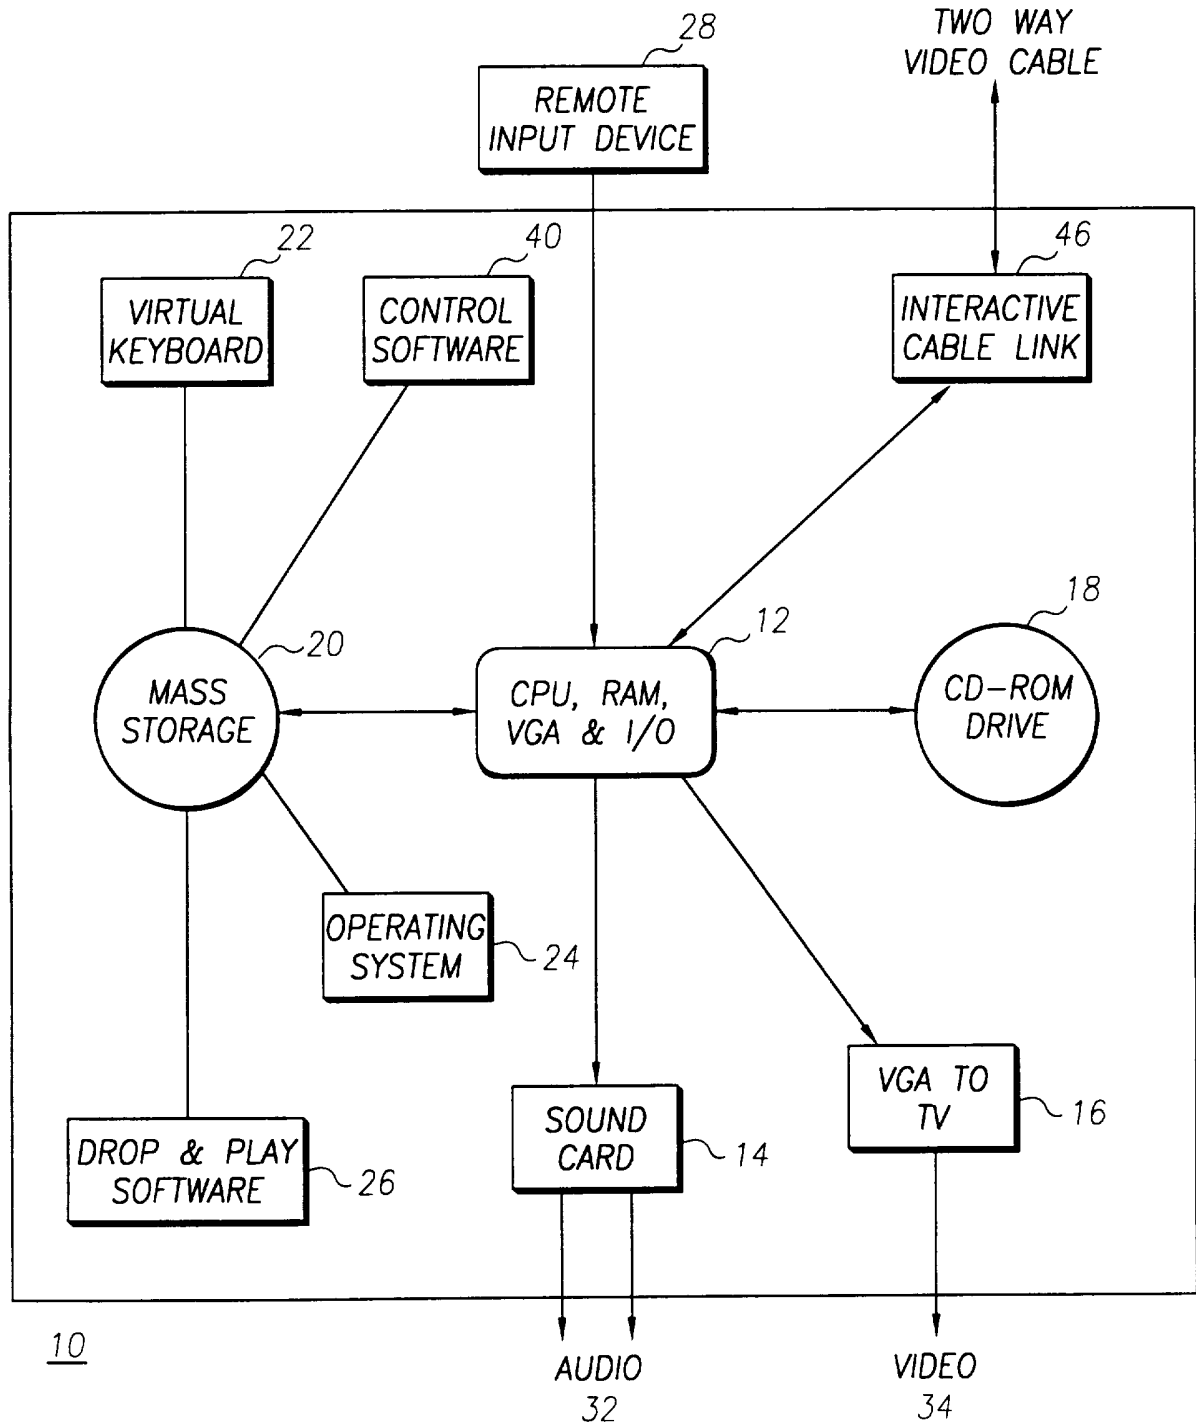 TWO WAY
VIDEO CABLE
28
REMOTE
INPUT DEVICE
22
VIRTUAL
KEYBOARD
40
CONTROL
SOFTWARE
46
INTERACTIVE
CABLE LINK
20
MASS
STORAGE
12
CPU, RAM,
VGA & I/O
18
CD-ROM
DRIVE
OPERATING
SYSTEM
24
DROP & PLAY
SOFTWARE
26
SOUND
CARD
14
VGA TO
TV
16
10
AUDIO
32
VIDEO
34